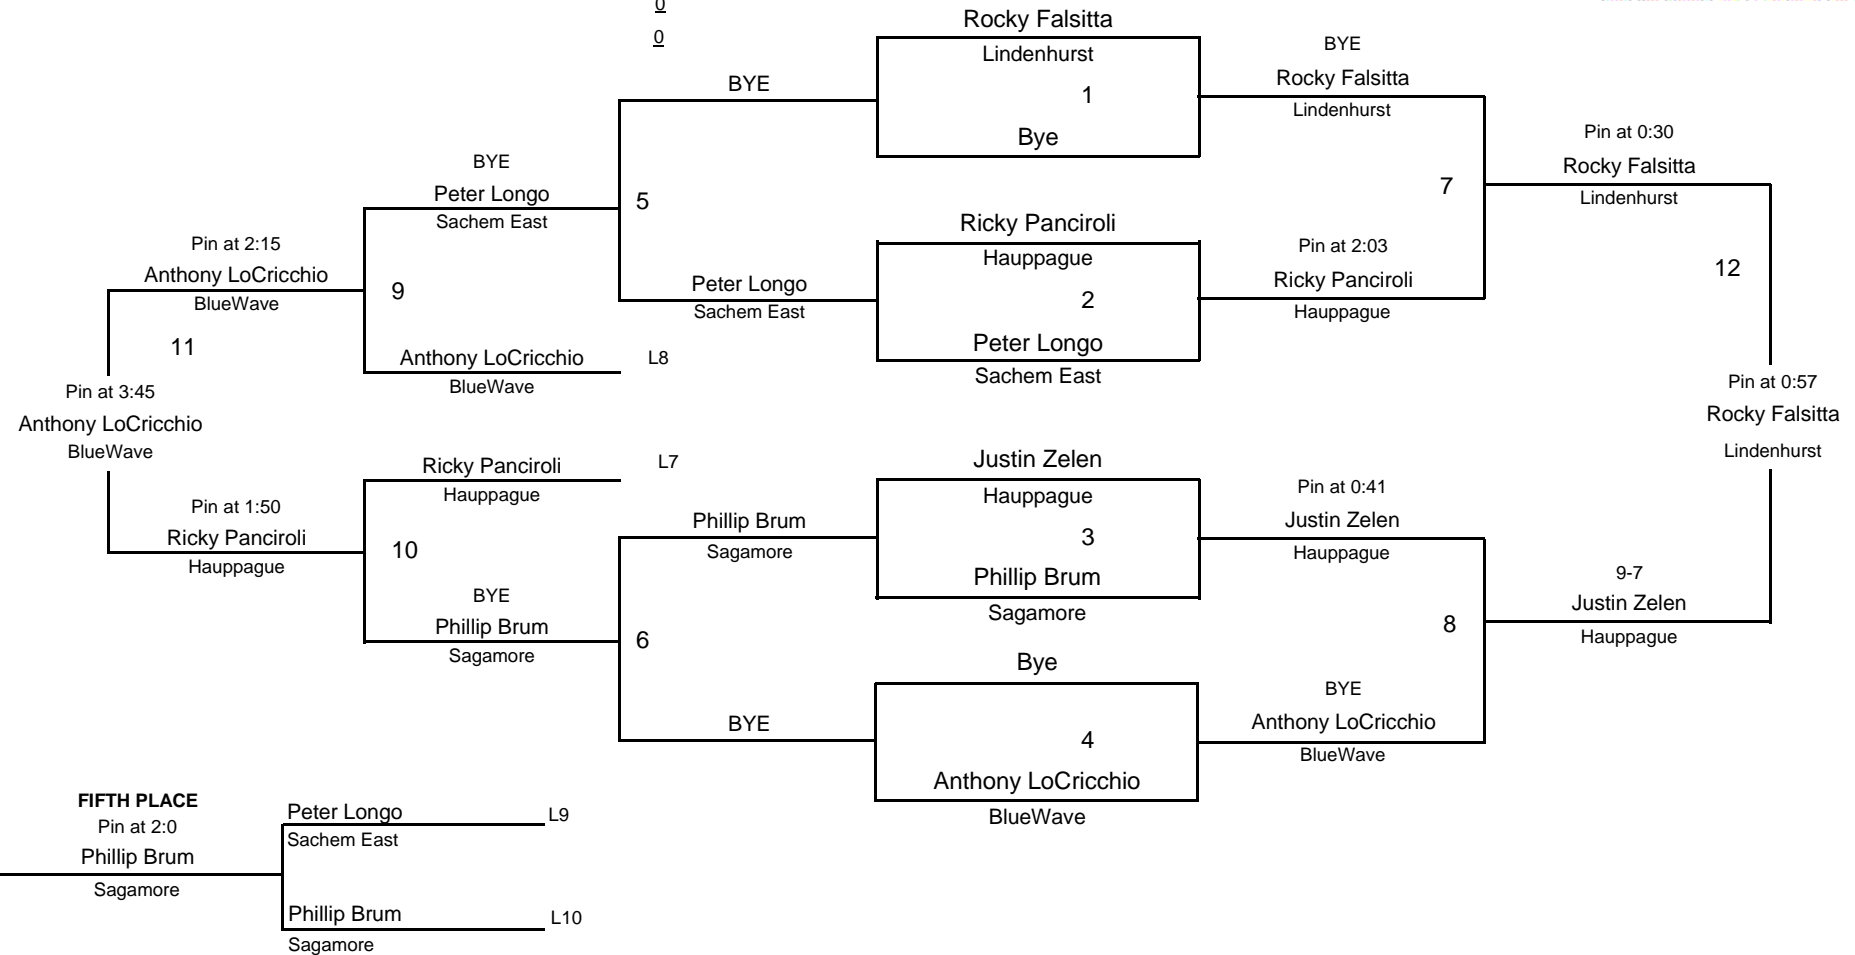 0
0
Rocky Falsitta
Lindenhurst
1
Bye
BYE
Rocky Falsitta
Lindenhurst
BYE
5
Pin at 0:30
Rocky Falsitta
Lindenhurst
7
BYE
Peter Longo
Sachem East
Ricky Panciroli
Hauppague
2
Peter Longo
Sachem East
Pin at 2:03
Ricky Panciroli
Hauppague
12
Pin at 2:15
Anthony LoCricchio
BlueWave
9
Peter Longo
Sachem East
11
Anthony LoCricchio
BlueWave
L8
Pin at 3:45
Anthony LoCricchio
BlueWave
Pin at 0:57
Rocky Falsitta
Lindenhurst
Ricky Panciroli
Hauppague
L7
Justin Zelen
Hauppague
3
Phillip Brum
Sagamore
Pin at 0:41
Justin Zelen
Hauppague
Pin at 1:50
Ricky Panciroli
Hauppague
10
Phillip Brum
Sagamore
9-7
Justin Zelen
Hauppague
BYE
Phillip Brum
Sagamore
6
8
Bye
4
Anthony LoCricchio
BlueWave
BYE
Anthony LoCricchio
BlueWave
BYE
FIFTH PLACE
Pin at 2:0
Phillip Brum
Sagamore
Peter Longo
Sachem East
L9
Phillip Brum
Sagamore
L10